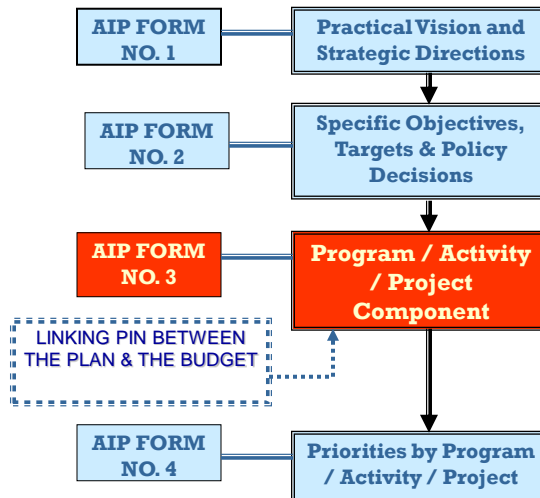 AIP FORM
NO. 1
Practical Vision and
Strategic Directions
AIP FORM
NO. 2
Specific Objectives,
Targets & Policy
Decisions
AIP FORM
NO. 3
Program / Activity
/ Project
Component
LINKING PIN BETWEEN
THE PLAN & THE BUDGET
AIP FORM
NO. 4
Priorities by Program
/ Activity / Project